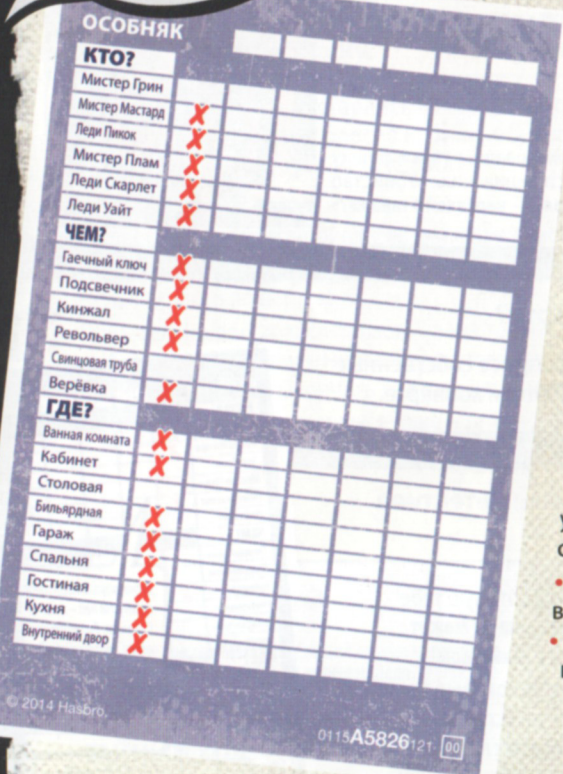 ОСОБНЯК
КТО?
Мистер Грин
Мистер Мастард
Леди Пикок
Мистер Плам
Леди Скарлет
Леди Уайт
ЧЕМ?
Гаечный ключ
Подсвечник
Кинжал
Револьвер
Свинцовая труба
Верёвка
ГДЕ?
Ванная комната
Кабинет
Столовая
Бильярдная
Гараж
Спальня
Гостиная
Кухня
Внутренний двор
© 2014 Hasbro.
0115A5826121 00